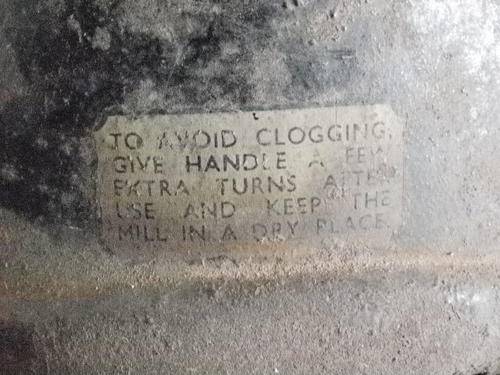 TO AVOID CLOGGING,
GIVE HANDLE A FEW
EXTRA TURNS AFTER
USE AND KEEP THE
MILL IN A DRY PLACE.